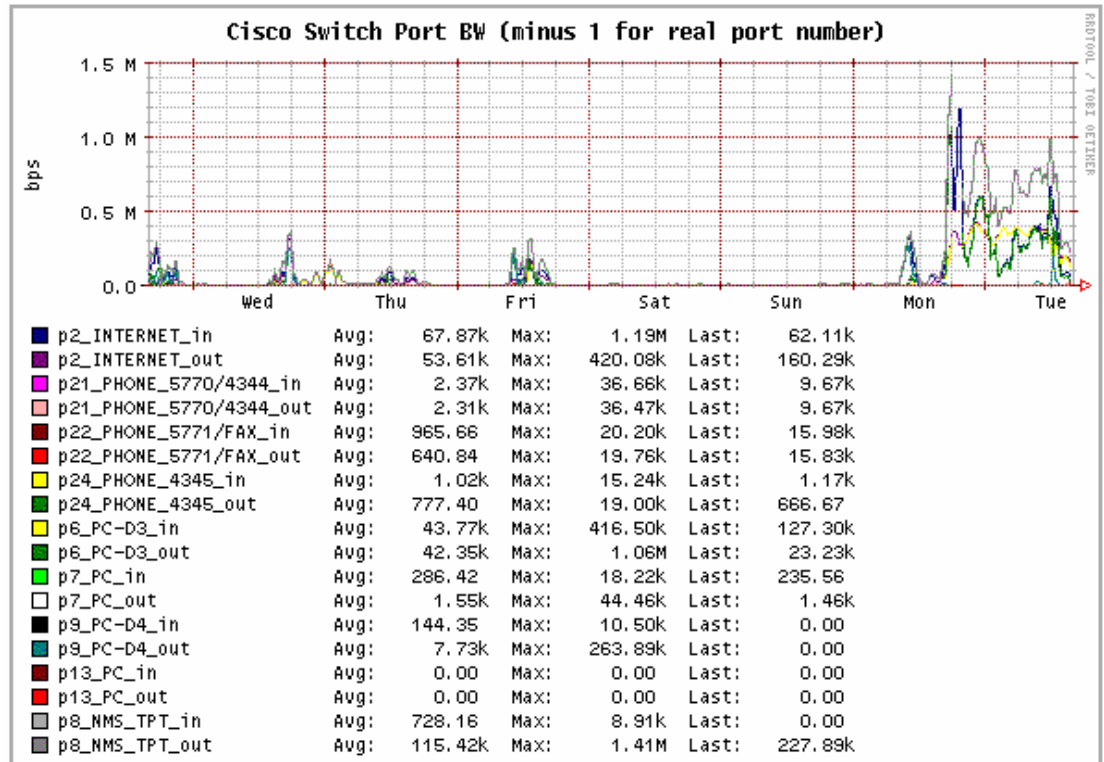 Cisco Switch Port BW (minus 1 for real port number)
RRDTOOL / TOBI OETIKER
bps
1.5 M
1.0 M
0.5 M
0.0
Wed Thu Fri Sat Sun Mon Tue
p2_INTERNET_in Avg: 67.87k Max: 1.19M Last: 62.11k
p2_INTERNET_out Avg: 53.61k Max: 420.08k Last: 160.29k
p21_PHONE_5770/4344_in Avg: 2.37k Max: 36.66k Last: 9.67k
p21_PHONE_5770/4344_out Avg: 2.31k Max: 36.47k Last: 9.67k
p22_PHONE_5771/FAX_in Avg: 965.66 Max: 20.20k Last: 15.98k
p22_PHONE_5771/FAX_out Avg: 640.84 Max: 19.76k Last: 15.83k
p24_PHONE_4345_in Avg: 1.02k Max: 15.24k Last: 1.17k
p24_PHONE_4345_out Avg: 777.40 Max: 19.00k Last: 666.67
p6_PC-D3_in Avg: 43.77k Max: 416.50k Last: 127.30k
p6_PC-D3_out Avg: 42.35k Max: 1.06M Last: 23.23k
p7_PC_in Avg: 286.42 Max: 18.22k Last: 235.56
p7_PC_out Avg: 1.55k Max: 44.46k Last: 1.46k
p9_PC-D4_in Avg: 144.35 Max: 10.50k Last: 0.00
p9_PC-D4_out Avg: 7.73k Max: 263.89k Last: 0.00
p13_PC_in Avg: 0.00 Max: 0.00 Last: 0.00
p13_PC_out Avg: 0.00 Max: 0.00 Last: 0.00
p8_NMS_TPT_in Avg: 728.16 Max: 8.91k Last: 0.00
p8_NMS_TPT_out Avg: 115.42k Max: 1.41M Last: 227.89k